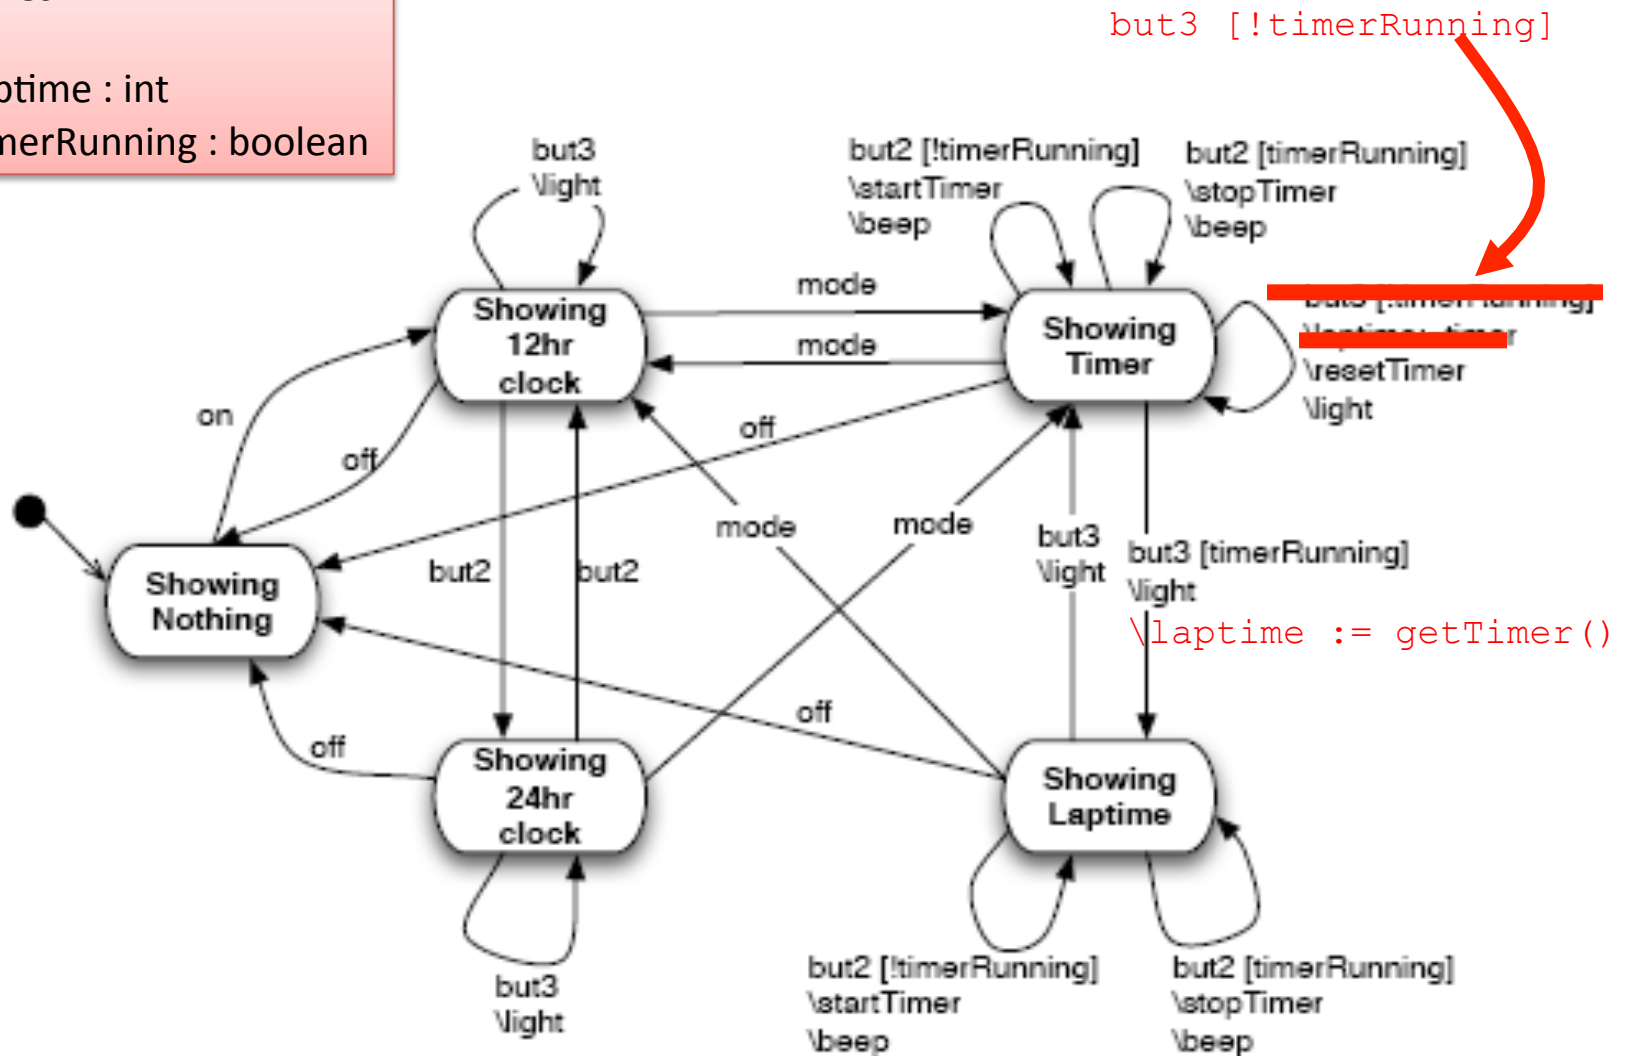 but3 [!timerRunning]
: int
: boolean
but3
\light
but2 [!timerRunning]
\startTimer
\beep
but2 [timerRunning]
\stopTimer
\beep
mode
mode
Showing
12hr
clock
Showing
Timer
\resetTimer
\light
on
off
off
mode
mode
but3
\light
but3 [timerRunning]
\light
\laptime := getTimer()
Showing
Nothing
but2
but2
off
off
Showing
24hr
clock
Showing
Laptime
but3
\light
but2 [!timerRunning]
\startTimer
\beep
but2 [timerRunning]
\stopTimer
\beep